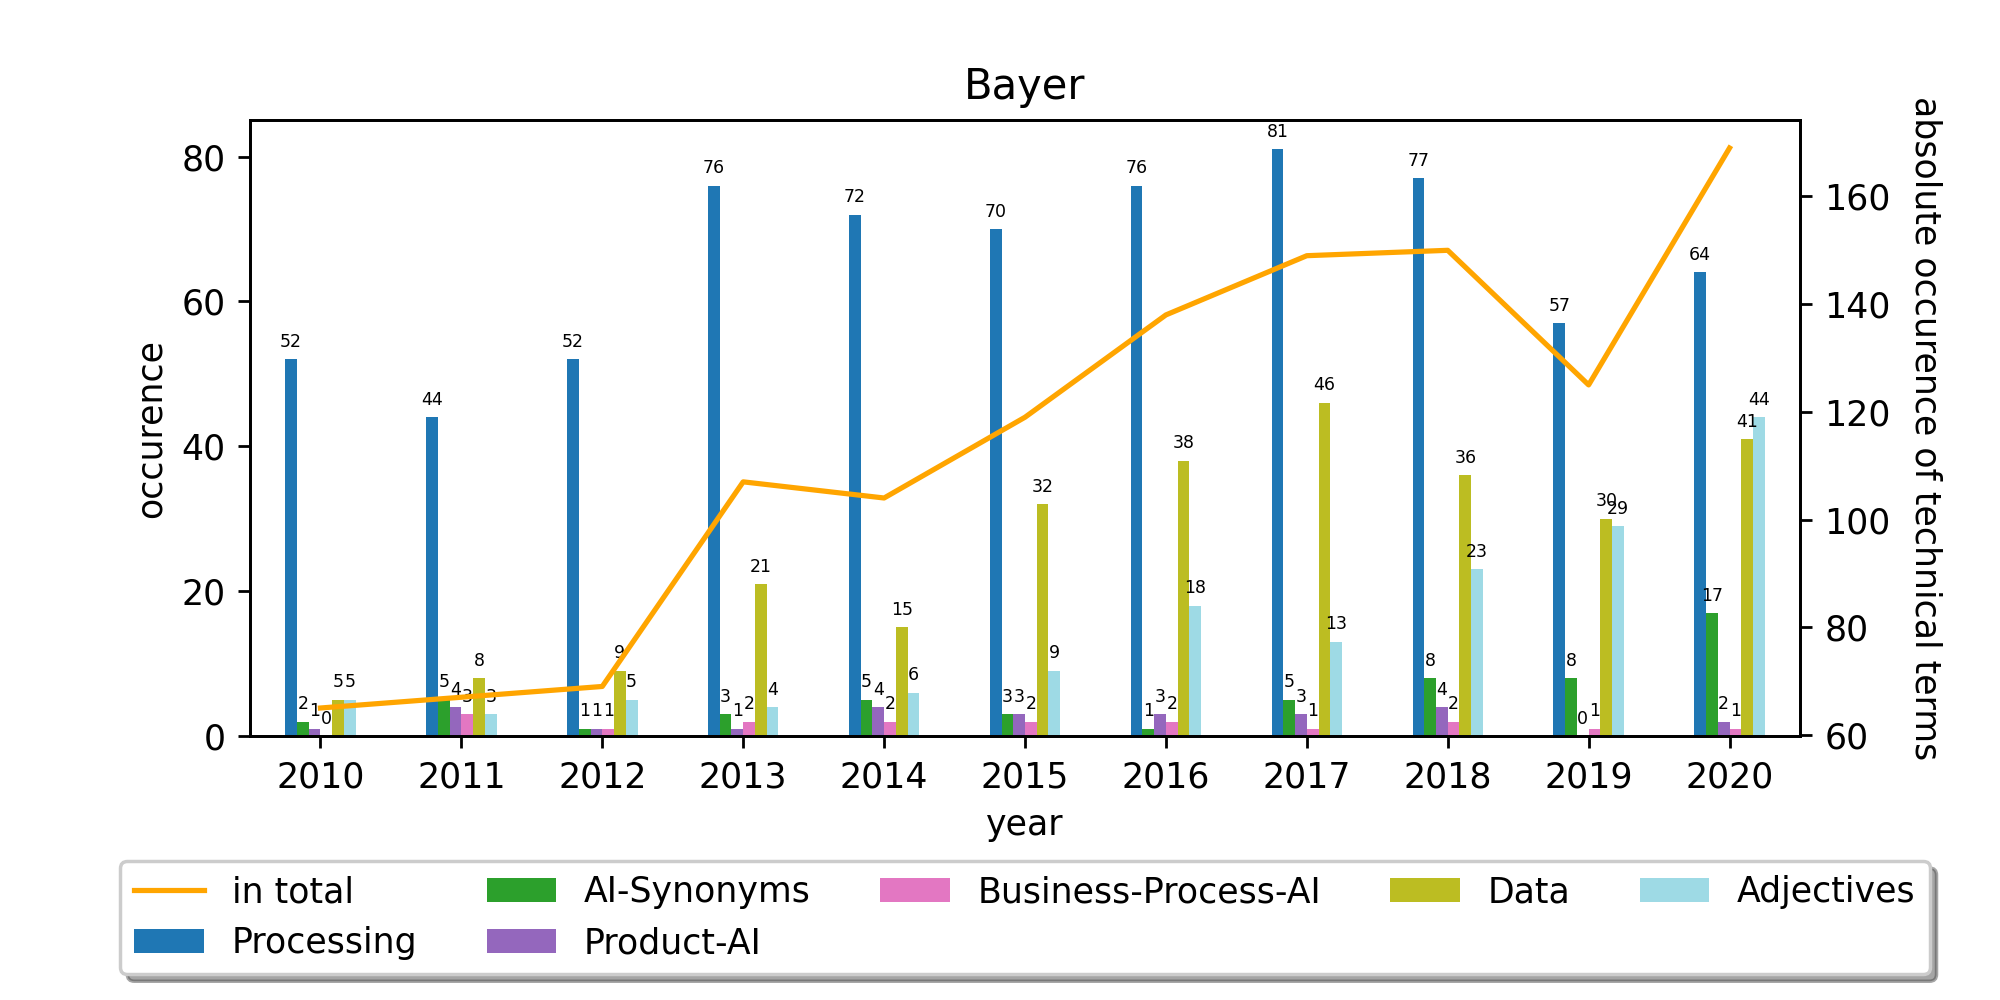 Bayer
occurence
80
60
40
20
0
absolute occurence of technical terms
160
140
120
100
80
60
52 2 1 0 5 5
44 5 4 3 8 3
52 1 1 1 9 5
76 3 1 2 21 4
72 5 4 2 15 6
70 3 3 2 32 9
76 1 3 2 38 18
81 5 3 1 46 13
77 8 4 2 36 23
57 8 0 1 30 29
64 17 2 1 41 44
2010 2011 2012 2013 2014 2015 2016 2017 2018 2019 2020
year
in total AI-Synonyms Business-Process-AI Data Adjectives
Processing Product-AI